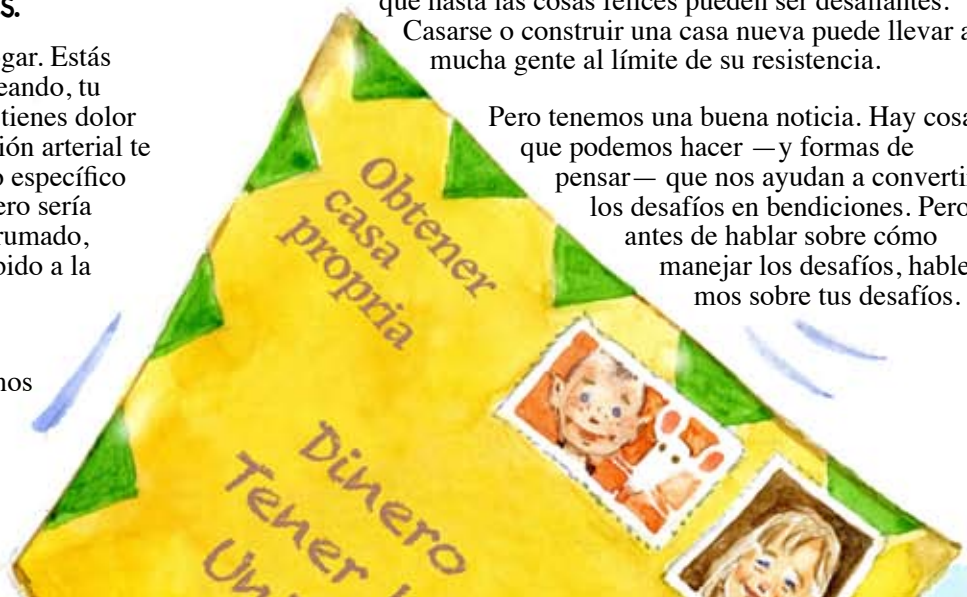 s.
gar. Estás
eando, tu
tienes dolor
ión arterial te
o específico
ero sería
rumado,
bido a la
nos
que hasta las cosas felices pueden ser desafiantes.
Casarse o construir una casa nueva puede llevar a
mucha gente al límite de su resistencia.
Pero tenemos una buena noticia. Hay cosa
que podemos hacer —y formas de
pensar— que nos ayudan a converti
los desafíos en bendiciones. Pero
antes de hablar sobre cómo
manejar los desafíos, hable
mos sobre tus desafíos.
Obtener
casa
propria
Dinero
Tener